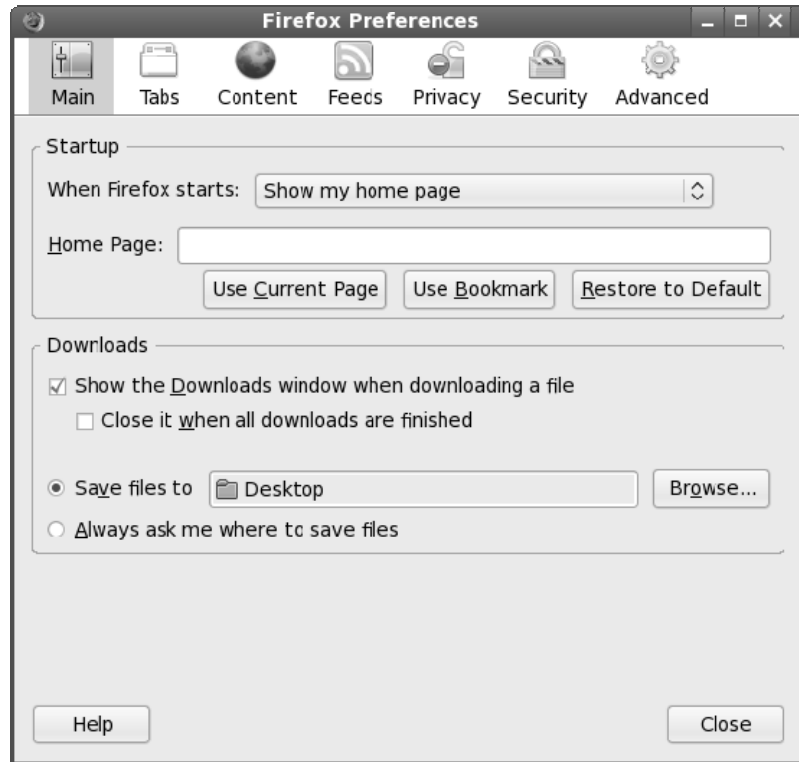 Firefox Preferences
Main Tabs Content Feeds Privacy Security Advanced
Startup
When Firefox starts: Show my home page
Home Page:
Use Current Page Use Bookmark Restore to Default
Downloads
Show the Downloads window when downloading a file
Close it when all downloads are finished
Save files to Desktop Browse...
Always ask me where to save files
Help Close